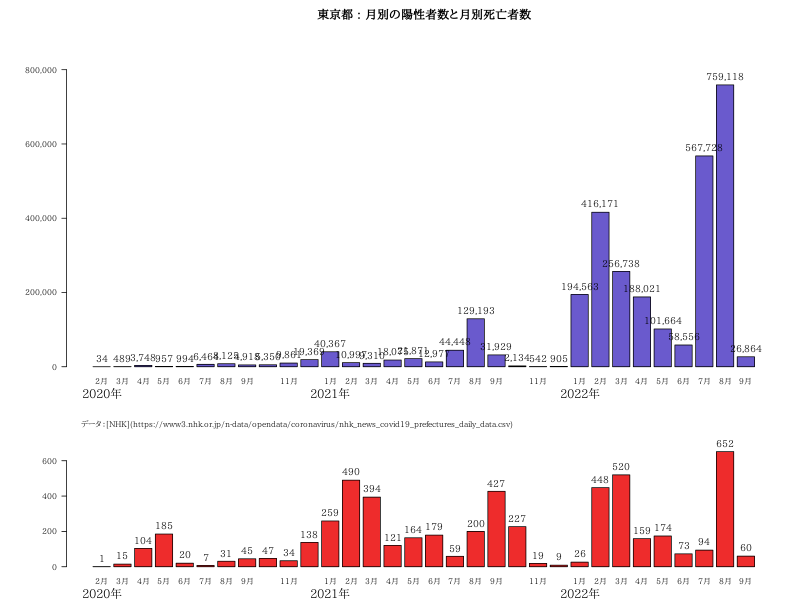 東京都：月別の陽性者数と月別死亡者数
800,000
600,000
400,000
200,000
0
34 489 3,748 957 994 6,464 8,125 4,915 5,350 9,861 19,369 40,367 10,997 9,310 18,073 21,871 12,977 44,448 129,193 31,929 2,134 542 905 194,563 416,171 256,738 188,021 101,664 58,556 567,728 759,118 26,864
2月 3月 4月 5月 6月 7月 8月 9月 11月 1月 2月 3月 4月 5月 6月 7月 8月 9月 11月 1月 2月 3月 4月 5月 6月 7月 8月 9月
2020年 2021年 2022年
データ：[NHK](https://www3.nhk.or.jp/n-data/opendata/coronavirus/nhk_news_covid19_prefectures_daily_data.csv)
600
400
200
0
1 15 104 185 20 7 31 45 47 34 138 259 490 394 121 164 179 59 200 427 227 19 9 26 448 520 159 174 73 94 652 60
2月 3月 4月 5月 6月 7月 8月 9月 11月 1月 2月 3月 4月 5月 6月 7月 8月 9月 11月 1月 2月 3月 4月 5月 6月 7月 8月 9月
2020年 2021年 2022年